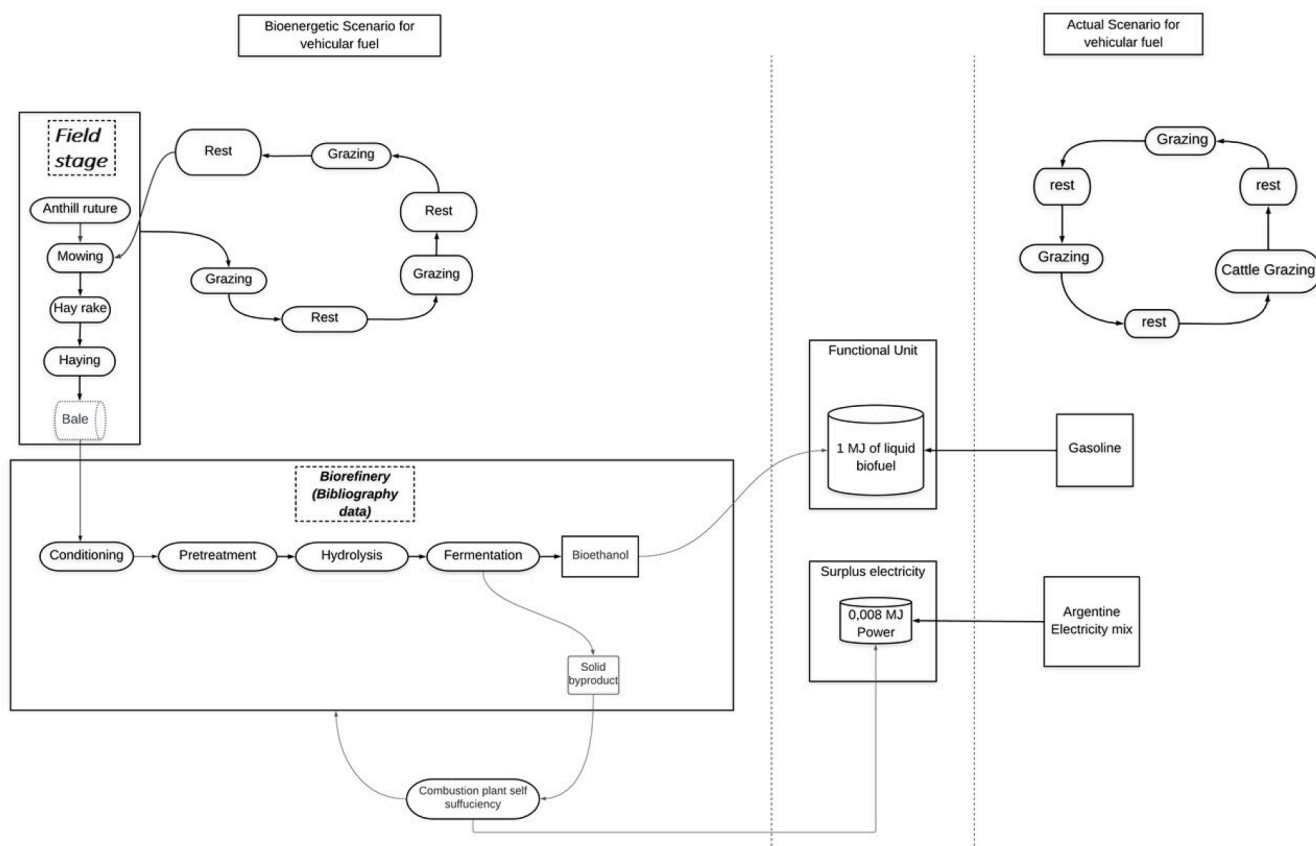 Bioenergetic Scenario for
vehicular fuel
Actual Scenario for
vehicular fuel
Field
stage
Anthill ruture
Mowing
Hay rake
Haying
Bale
Rest
Grazing
Rest
Grazing
Grazing
Rest
Grazing
rest
rest
Grazing
Cattle Grazing
rest
Functional Unit
1 MJ of liquid
biofuel
Gasoline
Biorefinery
(Bibliography
data)
Conditioning
Pretreatment
Hydrolysis
Fermentation
Bioethanol
Solid
byproduct
Surplus electricity
0,008 MJ
Power
Argentine
Electricity mix
Combustion plant self
suffuciency